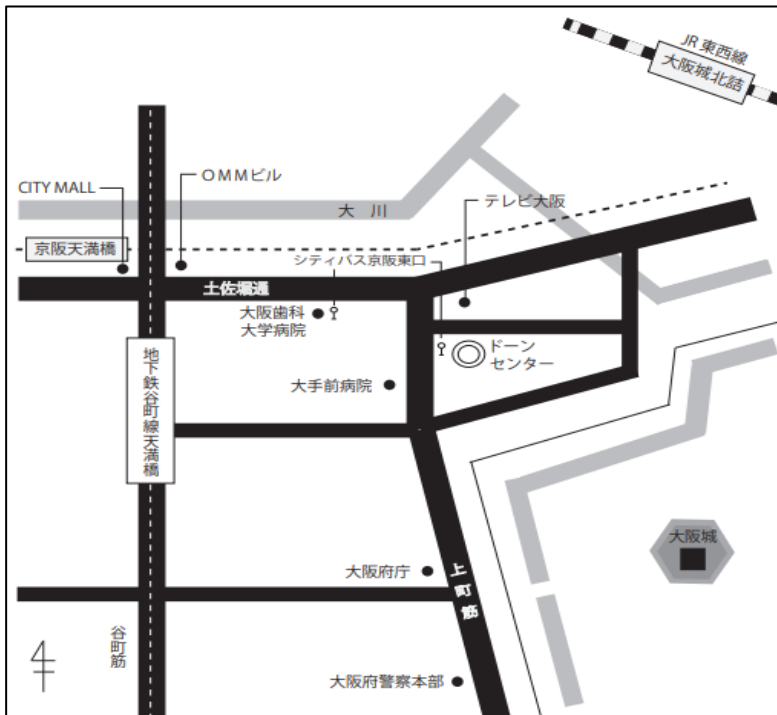 JR 東西線
大阪城北詰
CITY MALL
OMMビル
大 川
テレビ大阪
京阪天満橋
シティバス京阪東口
土佐堀通
大阪歯科
大学病院
ドーン
センター
地下鉄谷町線天満橋
大手前病院
大阪城
大阪府庁
上町筋
谷町筋
大阪府警察本部